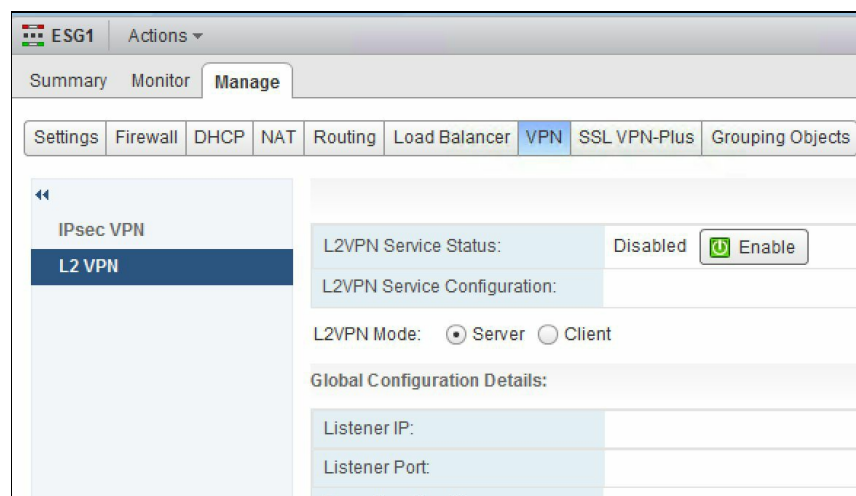 ESG1 Actions
Summary Monitor Manage
Settings Firewall DHCP NAT Routing Load Balancer VPN SSL VPN-Plus Grouping Objects
IPsec VPN
L2 VPN
L2VPN Service Status: Disabled Enable
L2VPN Service Configuration:
L2VPN Mode: Server Client
Global Configuration Details:
Listener IP:
Listener Port: